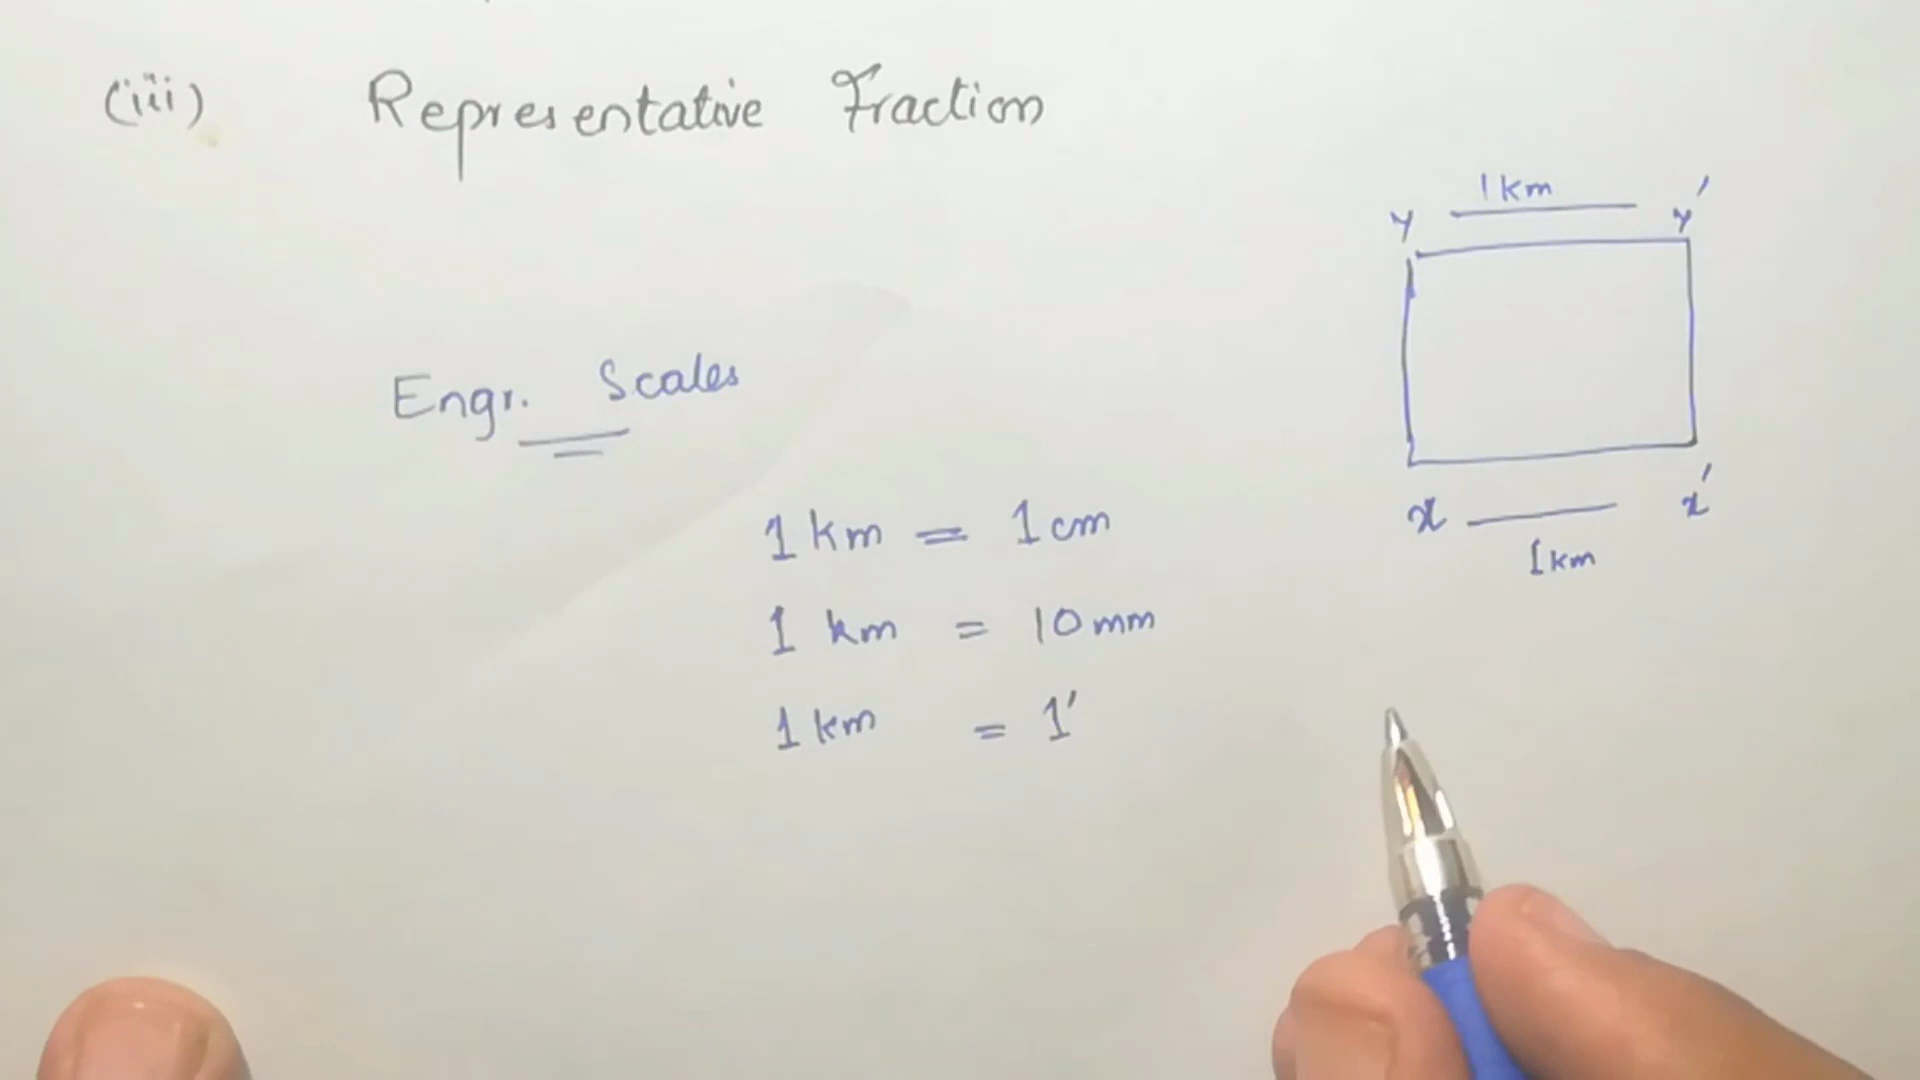 (iii) Representative Fraction
1 km
Y Y'
Engr. Scales
1 km = 1 cm
x x'
1 km
1 km = 10 mm
1 km = 1'